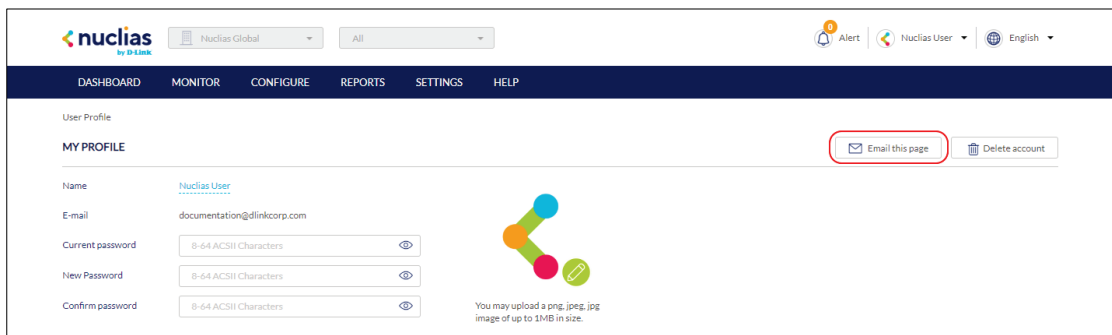 nuclias
by D-Link
Nuclias Global
All
0
Alert
Nuclias User
English
DASHBOARD MONITOR CONFIGURE REPORTS SETTINGS HELP
User Profile
MY PROFILE
Email this page
Delete account
Name Nuclias User
E-mail documentation@dlinkcorp.com
Current password 8-64 ACSII Characters
New Password 8-64 ACSII Characters
Confirm password 8-64 ACSII Characters
You may upload a png, jpeg, jpg
image of up to 1MB in size.